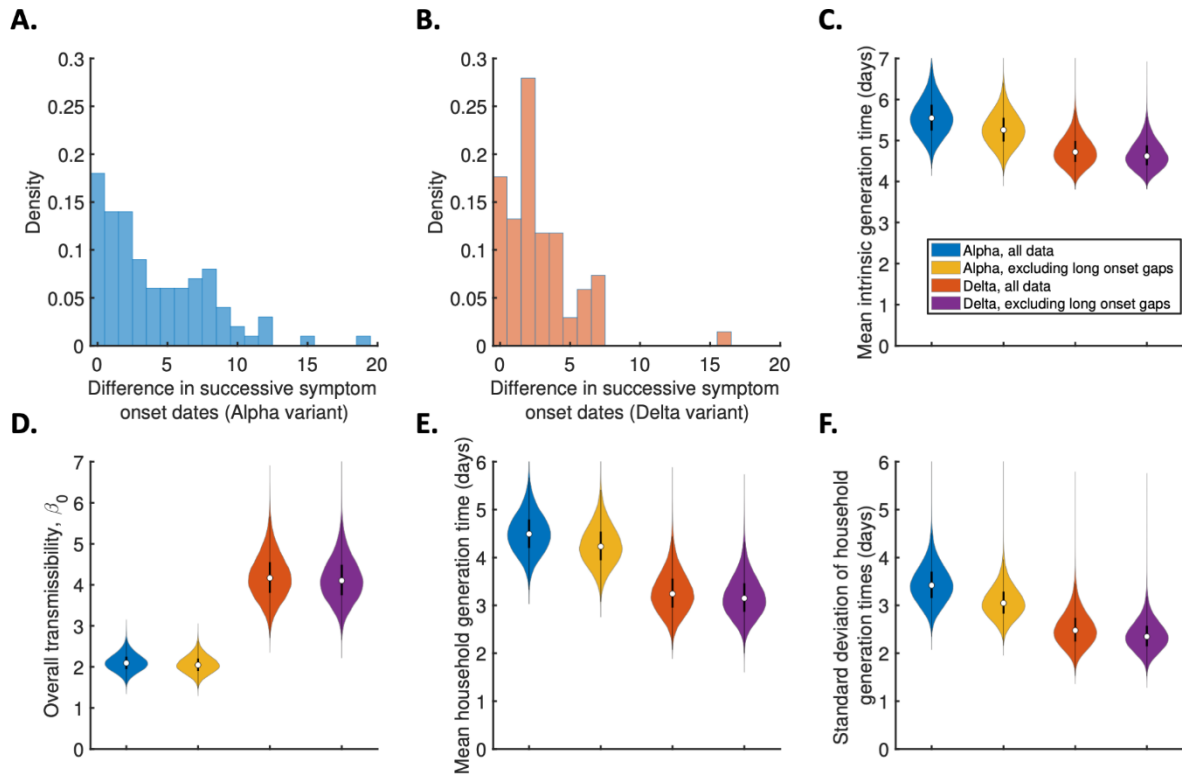 A.
0.3
0.25
0.2
0.15
0.1
0.05
0
Density
0 5 10 15 20
Difference in successive symptom
onset dates (Alpha variant)
B.
0.3
0.25
0.2
0.15
0.1
0.05
0
Density
0 5 10 15 20
Difference in successive symptom
onset dates (Delta variant)
C.
7
6
5
4
3
2
1
0
Mean intrinsic generation time (days)
Alpha, all data
Alpha, excluding long onset gaps
Delta, all data
Delta, excluding long onset gaps
D.
7
6
5
4
3
2
1
0
Overall transmissibility, β0
E.
6
5
4
3
2
1
0
Mean household generation time (days)
F.
6
5
4
3
2
1
0
Standard deviation of household
generation times (days)